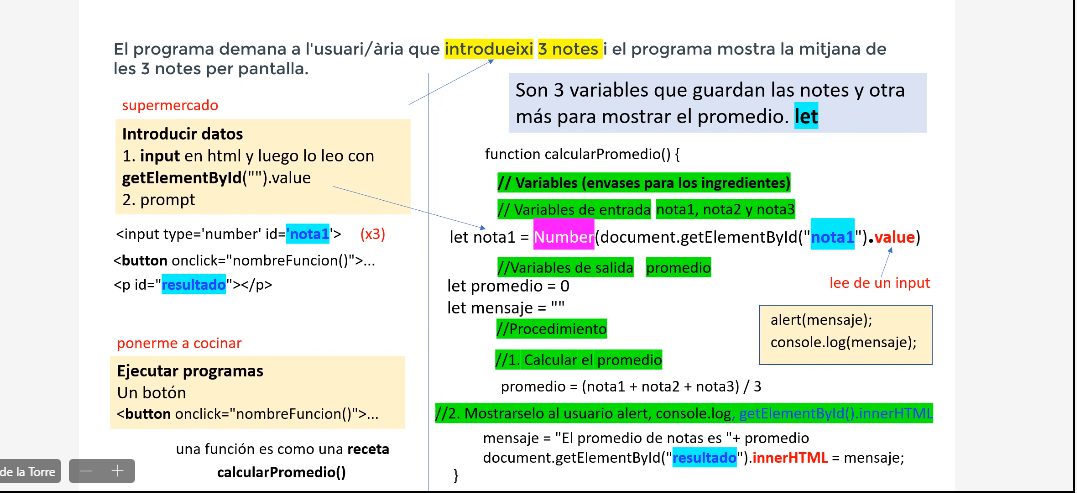 El programa demana a l'usuari/ària que introdueixi 3 notes i el programa mostra la mitjana de
les 3 notes per pantalla.
supermercado
Introducir datos
1. input en html y luego lo leo con
getElementById("").value
2. prompt
<input type='number' id='nota1'> (x3)
<button onclick="nombreFuncion()">...
<p id="resultado"></p>
ponerme a cocinar
Ejecutar programas
Un botón
<button onclick="nombreFuncion()">...
una función es como una receta
calcularPromedio()
de la Torre
Son 3 variables que guardan las notes y otra
más para mostrar el promedio. let
function calcularPromedio() {
// Variables (envases para los ingredientes)
// Variables de entrada nota1, nota2 y nota3
let nota1 = Number(document.getElementById("nota1").value)
//Variables de salida promedio
let promedio = 0
lee de un input
let mensaje = ""
alert(mensaje);
console.log(mensaje);
//Procedimiento
//1. Calcular el promedio
promedio = (nota1 + nota2 + nota3) / 3
//2. Mostrarselo al usuario alert, console.log, getElementById().innerHTML
mensaje = "El promedio de notas es "+ promedio
document.getElementById("resultado").innerHTML = mensaje;
}